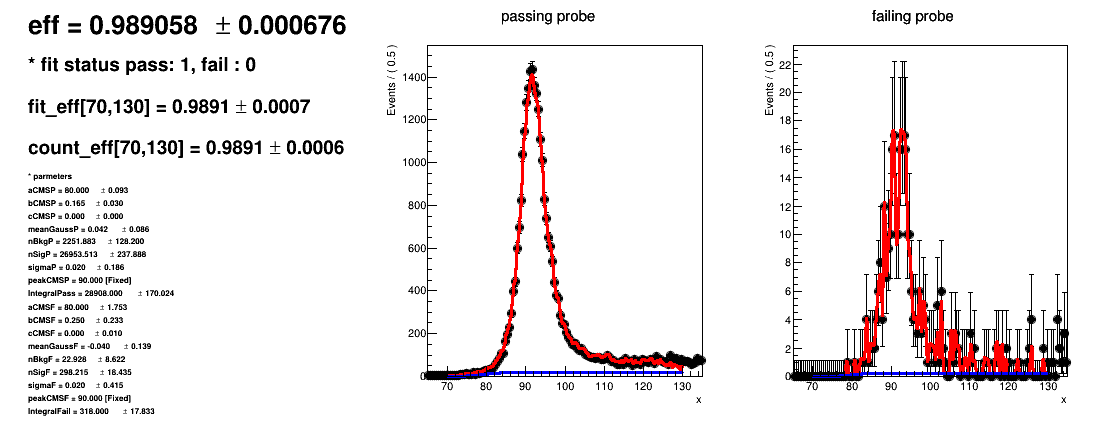 eff = 0.989058 ± 0.000676
* fit status pass: 1, fail : 0
fit_eff[70,130] = 0.9891 ± 0.0007
count_eff[70,130] = 0.9891 ± 0.0006
* parmeters
aCMSP = 80.000 ± 0.093
bCMSP = 0.165 ± 0.030
cCMSP = 0.000 ± 0.000
meanGaussP = 0.042 ± 0.086
nBkgP = 2251.883 ± 128.200
nSigP = 26953.513 ± 237.888
sigmaP = 0.020 ± 0.186
peakCMSP = 90.000 [Fixed]
IntegralPass = 28908.000 ± 170.024
aCMSF = 80.000 ± 1.753
bCMSF = 0.250 ± 0.233
cCMSF = 0.000 ± 0.010
meanGaussF = -0.040 ± 0.139
nBkgF = 22.928 ± 8.622
nSigF = 298.215 ± 18.435
sigmaF = 0.020 ± 0.415
peakCMSF = 90.000 [Fixed]
IntegralFail = 318.000 ± 17.833
passing probe
Events / ( 0.5 )
1400
1200
1000
800
600
400
200
0
70 80 90 100 110 120 130
x
failing probe
Events / ( 0.5 )
22
20
18
16
14
12
10
8
6
4
2
0
70 80 90 100 110 120 130
x